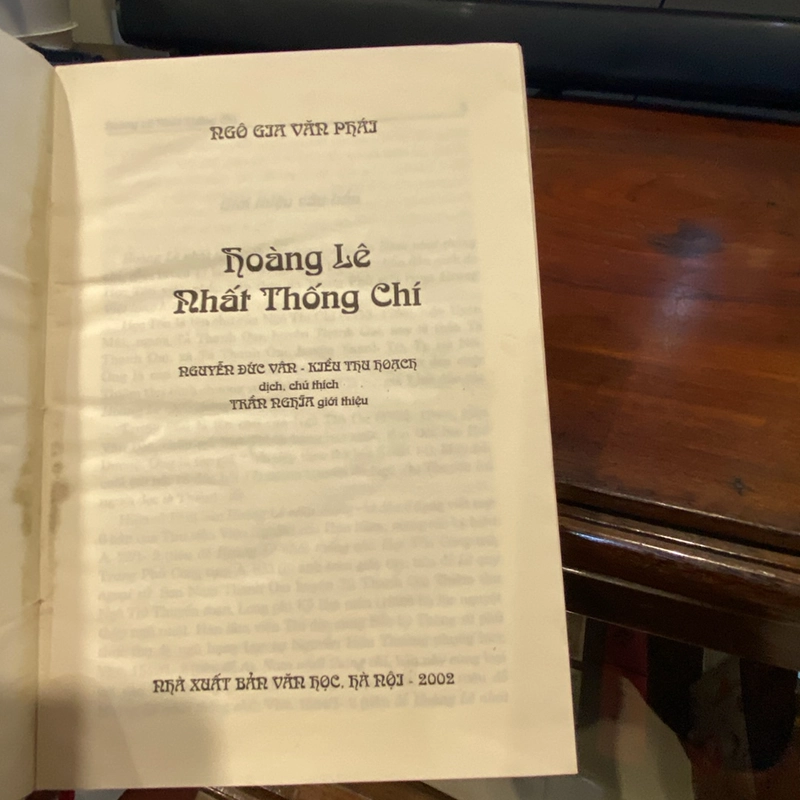 NGÔ GIA VĂN PHÁI
Hoàng Lê
Nhất Thống Chí
NGUYỄN ĐỨC VÂN - KIỀU THU HOẠCH
dịch, chú thích
TRẦN NGHĨA giới thiệu
NHÀ XUẤT BẢN VĂN HỌC, HÀ NỘI - 2002